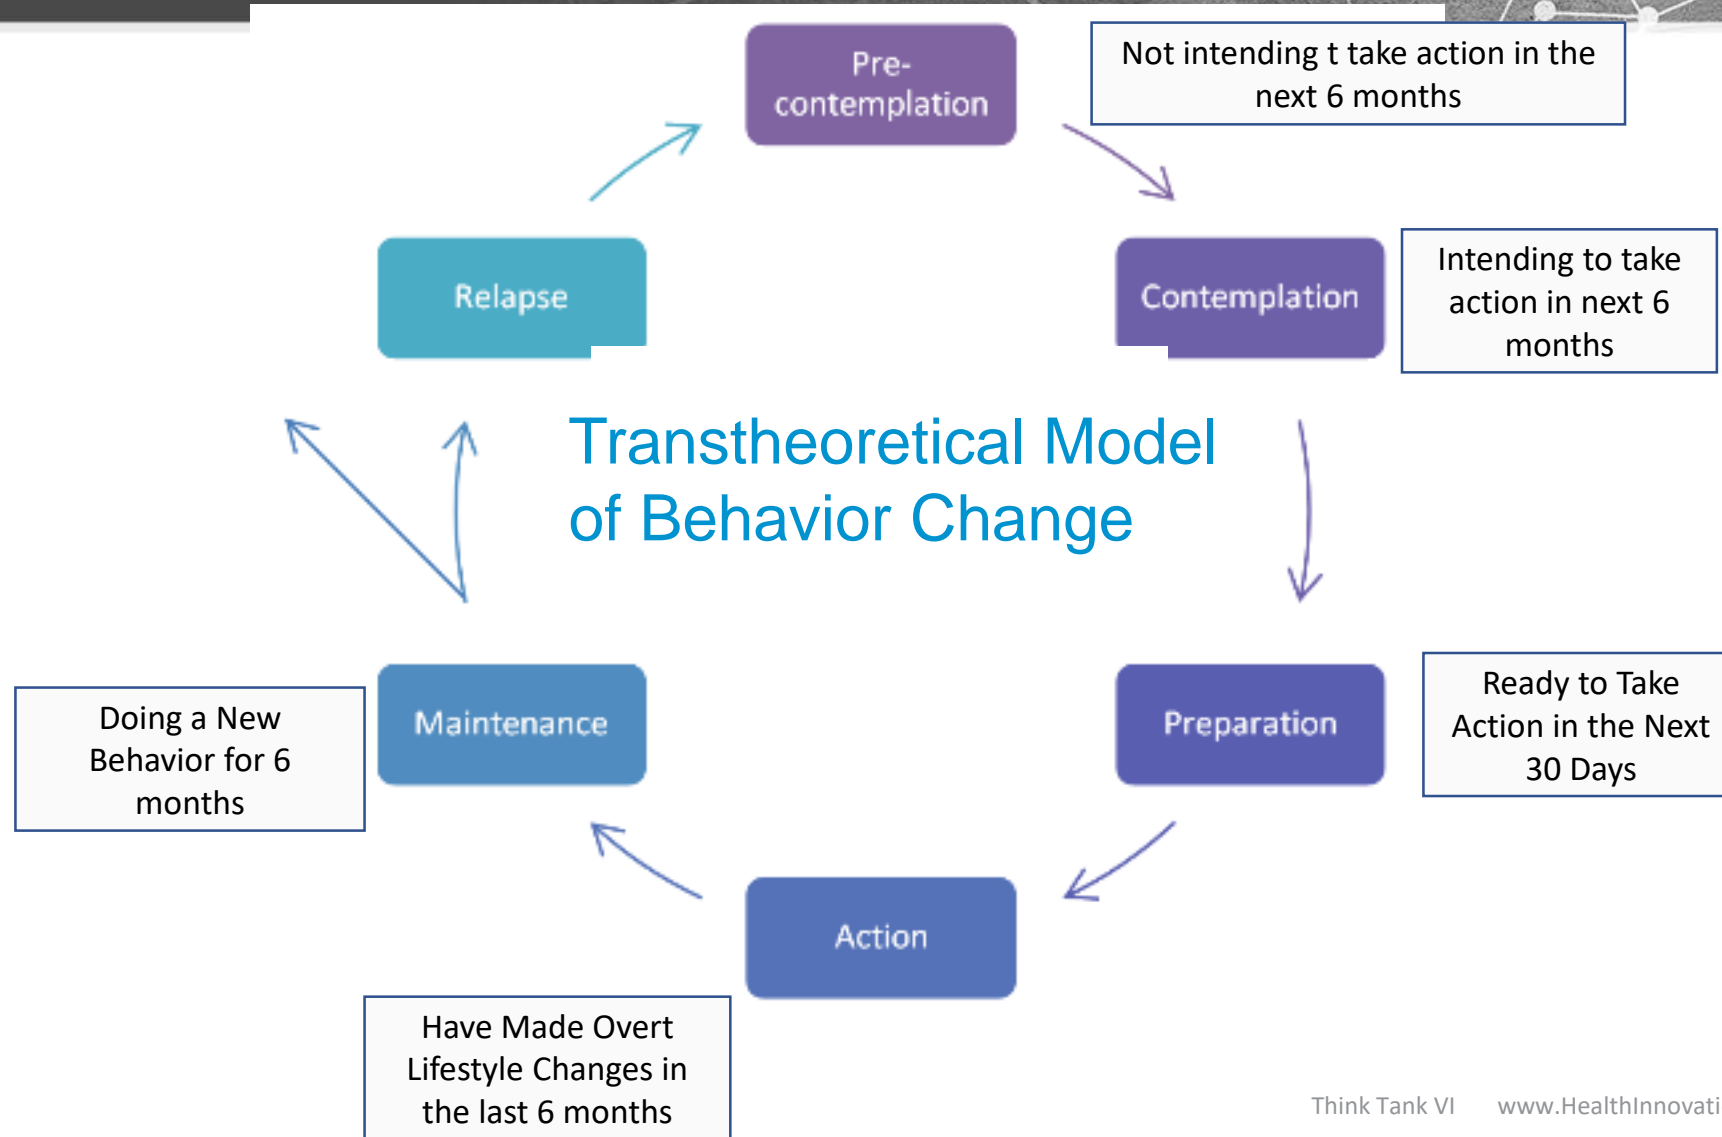 Pre-
contemplation
Not intending t take action in the
next 6 months
Relapse
Contemplation
Intending to take
action in next 6
months
Transtheoretical Model
of Behavior Change
Doing a New
Behavior for 6
months
Maintenance
Preparation
Ready to Take
Action in the Next
30 Days
Action
Have Made Overt
Lifestyle Changes in
the last 6 months
Think Tank VI www.HealthInnovati